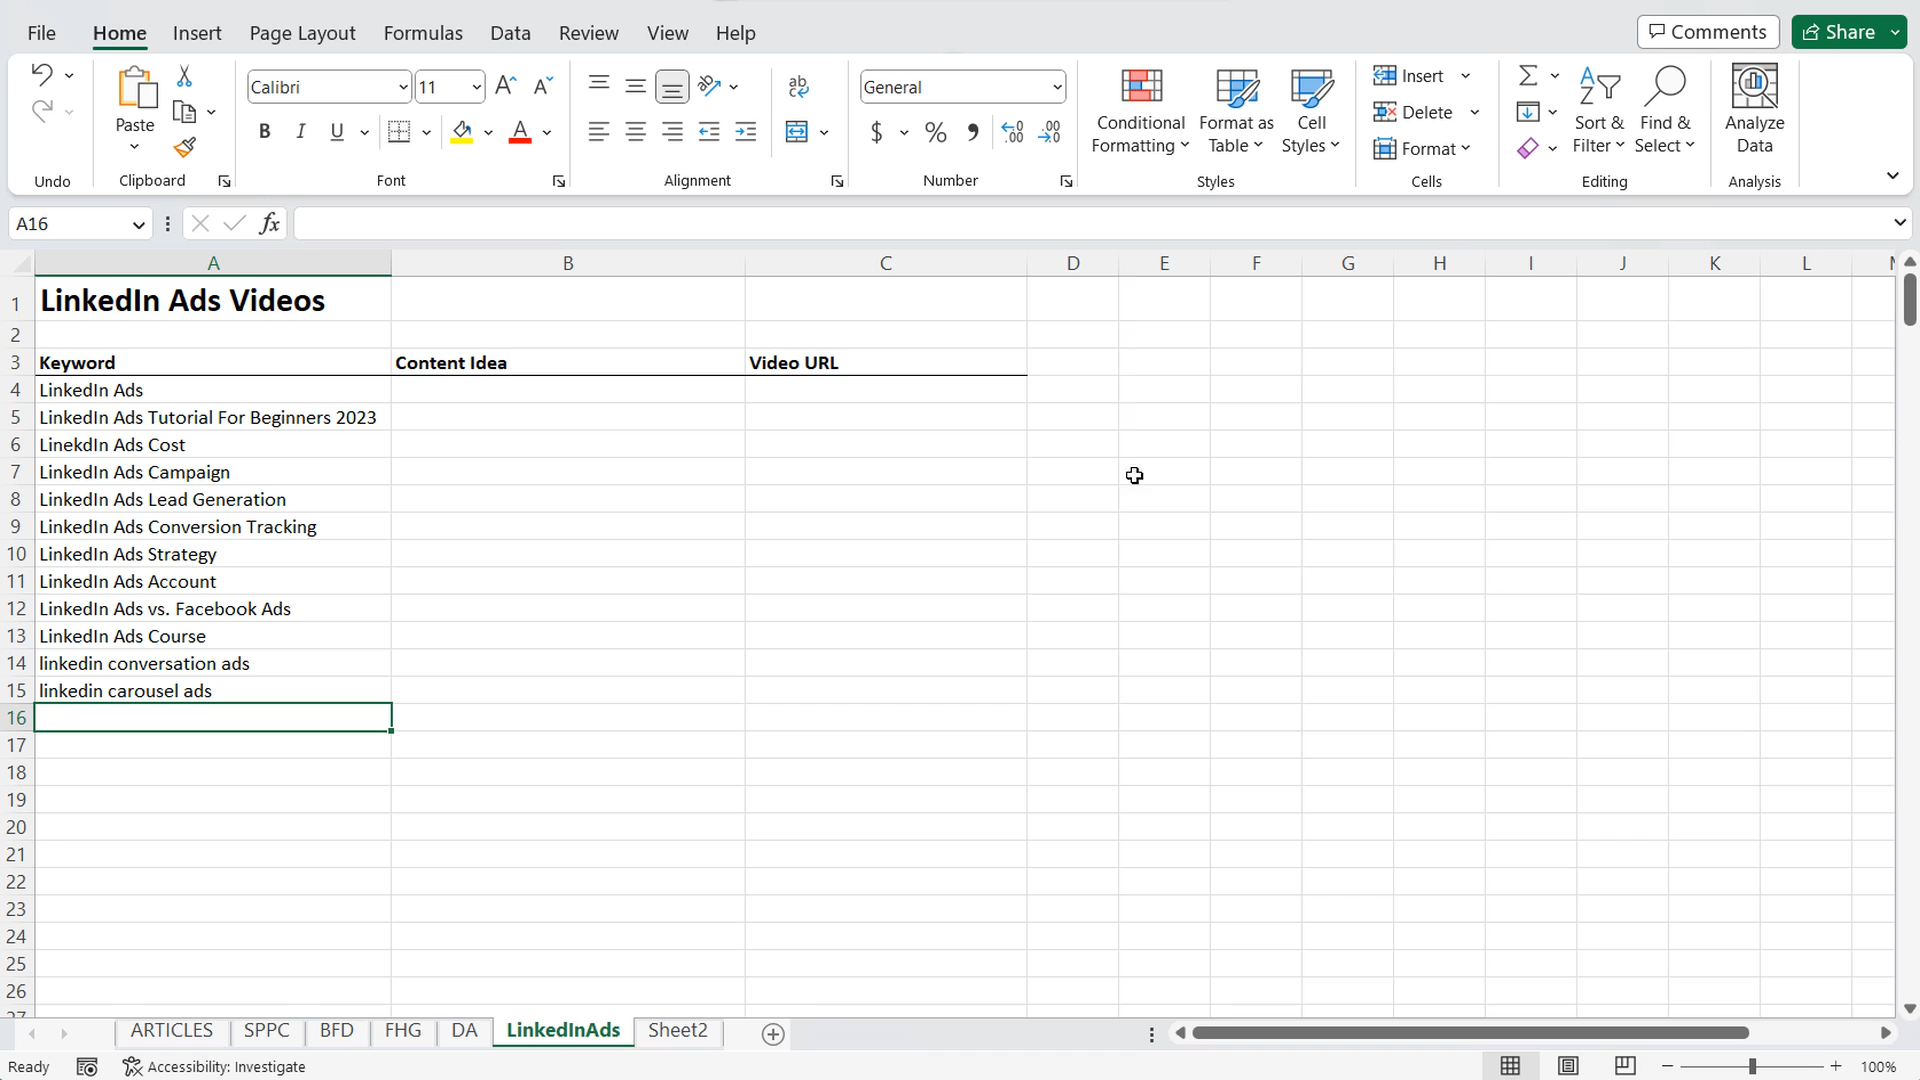 File Home Insert Page Layout Formulas Data Review View Help Comments Share
Calibri 11 General
Paste Conditional Formatting Format as Table Cell Styles Insert Delete Format Sort & Filter Find & Select Analyze Data
Undo Clipboard Font Alignment Number Styles Cells Editing Analysis
A16 fx
A B C D E F G H I J K L
1 LinkedIn Ads Videos
2
3 Keyword Content Idea Video URL
4 LinkedIn Ads
5 LinkedIn Ads Tutorial For Beginners 2023
6 LinekdIn Ads Cost
7 LinkedIn Ads Campaign
8 LinkedIn Ads Lead Generation
9 LinkedIn Ads Conversion Tracking
10 LinkedIn Ads Strategy
11 LinkedIn Ads Account
12 LinkedIn Ads vs. Facebook Ads
13 LinkedIn Ads Course
14 linkedin conversation ads
15 linkedin carousel ads
16
17
18
19
20
21
22
23
24
25
26
ARTICLES SPPC BFD FHG DA LinkedInAds Sheet2
Ready Accessibility: Investigate 100%